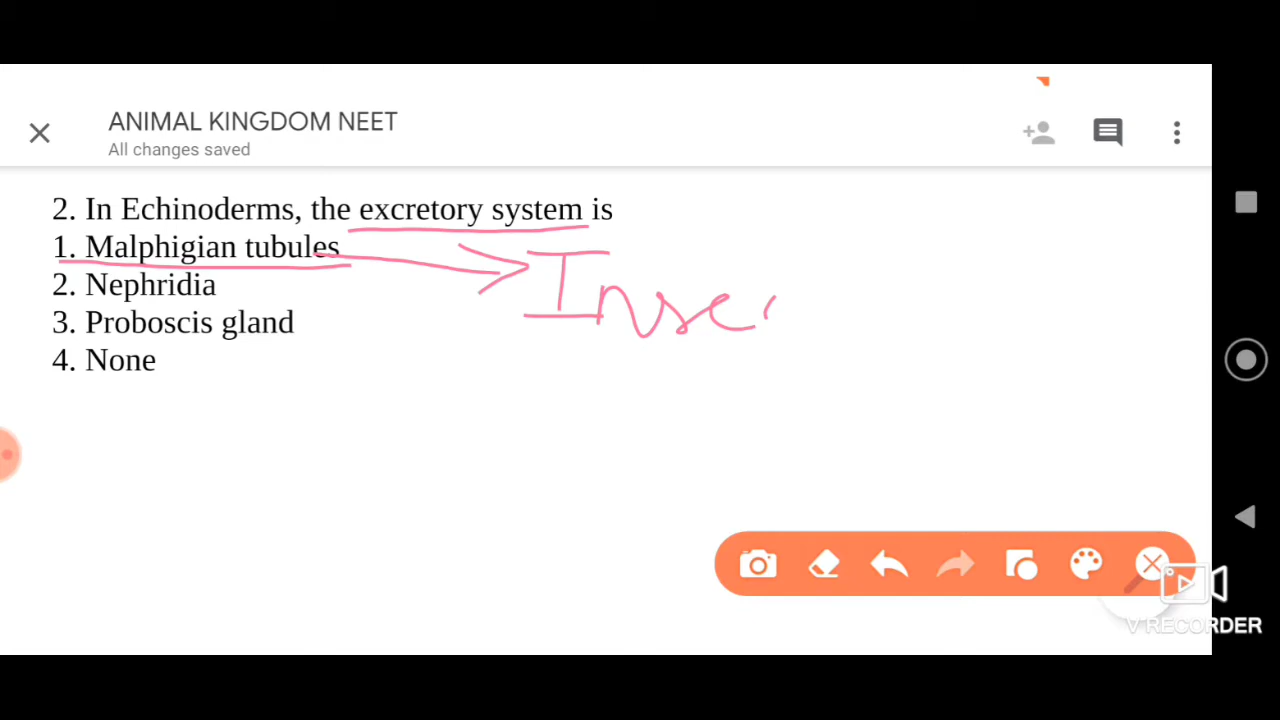 ANIMAL KINGDOM NEET
All changes saved
2. In Echinoderms, the excretory system is
1. Malphigian tubules
Insec
2. Nephridia
3. Proboscis gland
4. None
V RECORDER